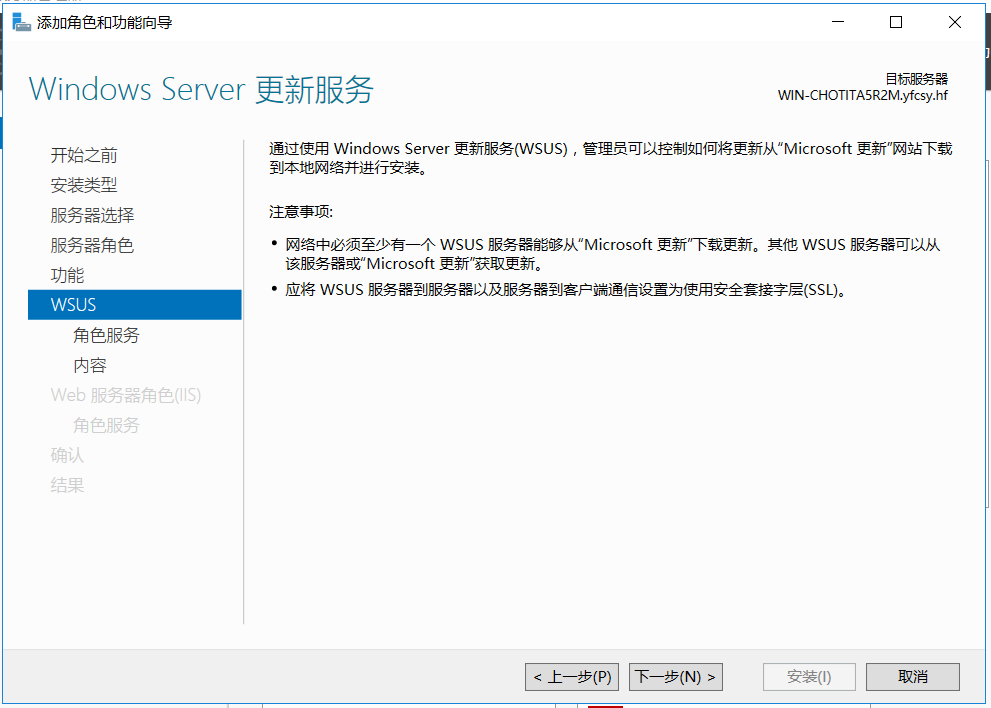 添加角色和功能向导
Windows Server 更新服务
目标服务器
WIN-CHOTITA5R2M.yfcsy.hf
开始之前
安装类型
服务器选择
服务器角色
功能
WSUS
角色服务
内容
Web 服务器角色(IIS)
角色服务
确认
结果
通过使用 Windows Server 更新服务(WSUS)，管理员可以控制如何将更新从“Microsoft 更新”网站下载
到本地网络并进行安装。
注意事项:
• 网络中必须至少有一个 WSUS 服务器能够从“Microsoft 更新”下载更新。其他 WSUS 服务器可以从
该服务器或“Microsoft 更新”获取更新。
• 应将 WSUS 服务器到服务器以及服务器到客户端通信设置为使用安全套接字层(SSL)。
< 上一步(P)
下一步(N) >
安装(I)
取消